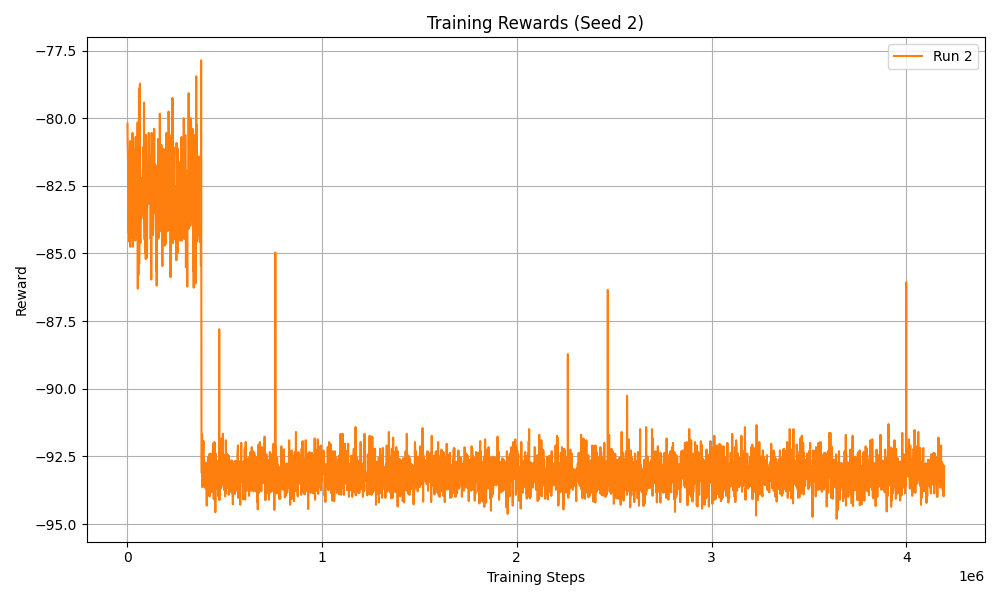 Training Rewards (Seed 2)
Run 2
Reward
−77.5
−80.0
−82.5
−85.0
−87.5
−90.0
−92.5
−95.0
0
1
2
3
4
1e6
Training Steps